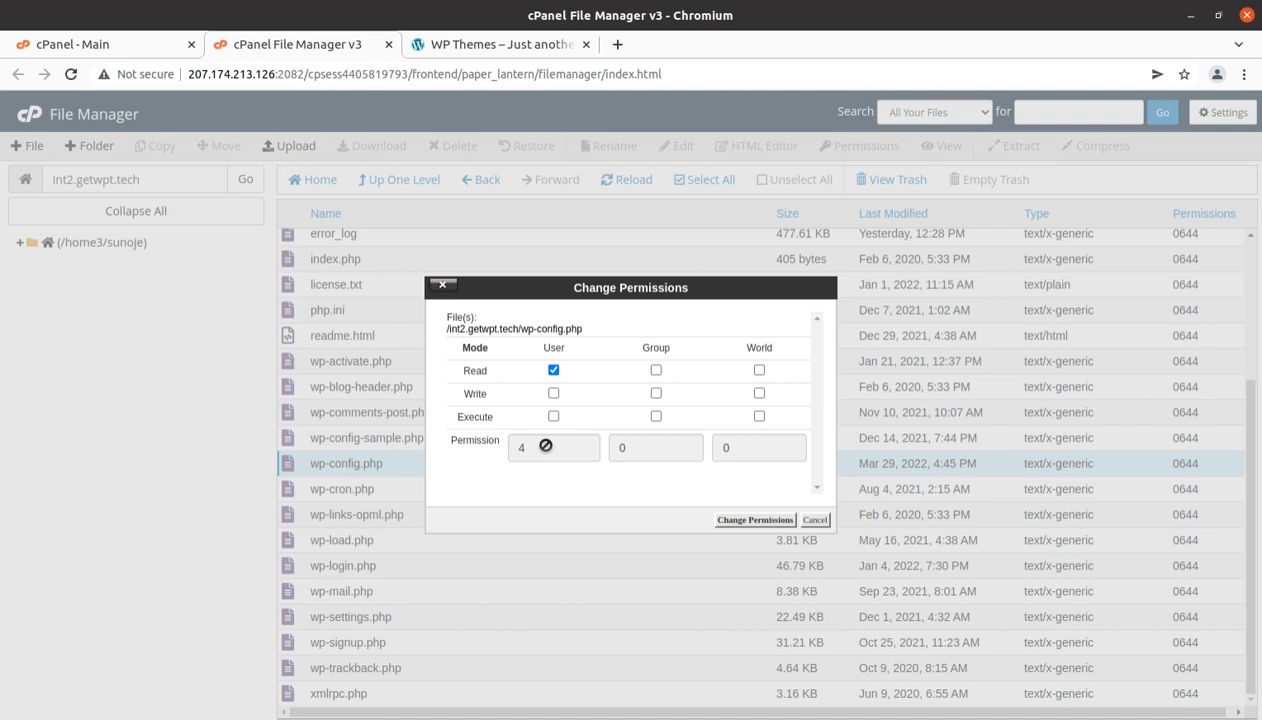 cPanel File Manager v3 - Chromium
cPanel - Main
cPanel File Manager v3
WP Themes – Just anothe
Not secure 207.174.213.126:2082/cpsess4405819793/frontend/paper_lantern/filemanager/index.html
cP File Manager Search All Your Files for Go Settings
File Folder Copy Move Upload Download Delete Restore Rename Edit HTML Editor Permissions View Extract Compress
int2.getwpt.tech Go Home Up One Level Back Forward Reload Select All Unselect All View Trash Empty Trash
Collapse All
(/home3/sunoje)
Name Size Last Modified Type Permissions
error_log 477.61 KB Yesterday, 12:28 PM text/x-generic 0644
index.php 405 bytes Feb 6, 2020, 5:33 PM text/x-generic 0644
license.txt Jan 1, 2022, 11:15 AM text/plain 0644
php.ini Dec 7, 2021, 1:02 AM text/x-generic 0644
readme.html Dec 29, 2021, 4:38 AM text/html 0644
wp-activate.php Jan 21, 2021, 12:37 PM text/x-generic 0644
wp-blog-header.php Feb 6, 2020, 5:33 PM text/x-generic 0644
wp-comments-post.ph Nov 10, 2021, 10:07 AM text/x-generic 0644
wp-config-sample.php Dec 14, 2021, 7:44 PM text/x-generic 0644
wp-config.php Mar 29, 2022, 4:45 PM text/x-generic 0644
wp-cron.php Aug 4, 2021, 2:15 AM text/x-generic 0644
wp-links-opml.php Feb 6, 2020, 5:33 PM text/x-generic 0644
wp-load.php 3.81 KB May 16, 2021, 4:38 AM text/x-generic 0644
wp-login.php 46.79 KB Jan 4, 2022, 7:30 PM text/x-generic 0644
wp-mail.php 8.38 KB Sep 23, 2021, 8:01 AM text/x-generic 0644
wp-settings.php 22.49 KB Dec 1, 2021, 4:32 AM text/x-generic 0644
wp-signup.php 31.21 KB Oct 25, 2021, 11:23 AM text/x-generic 0644
wp-trackback.php 4.64 KB Oct 9, 2020, 8:15 AM text/x-generic 0644
xmlrpc.php 3.16 KB Jun 9, 2020, 6:55 AM text/x-generic 0644
Change Permissions
File(s):
/int2.getwpt.tech/wp-config.php
Mode User Group World
Read
Write
Execute
Permission 4 0 0
Change Permissions Cancel